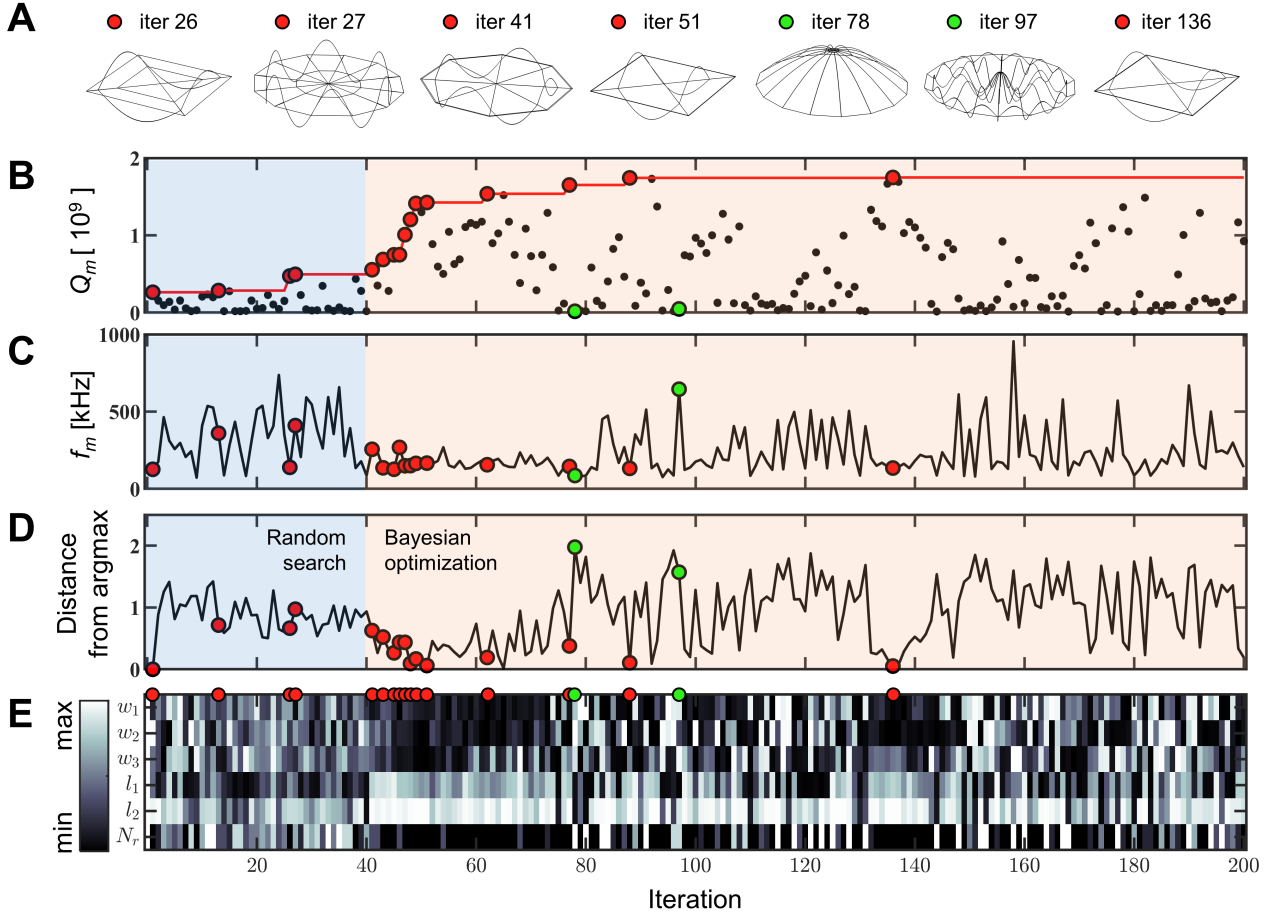 A
iter 26 iter 27 iter 41 iter 51 iter 78 iter 97 iter 136
B
Q_m [ 10^9 ]
2
1
0
C
f_m [kHz]
1000
500
0
D
Distance
from argmax
2
1
0
Random
search
Bayesian
optimization
E
max
min
w_1
w_2
w_3
l_1
l_2
N_r
20 40 60 80 100 120 140 160 180 200
Iteration